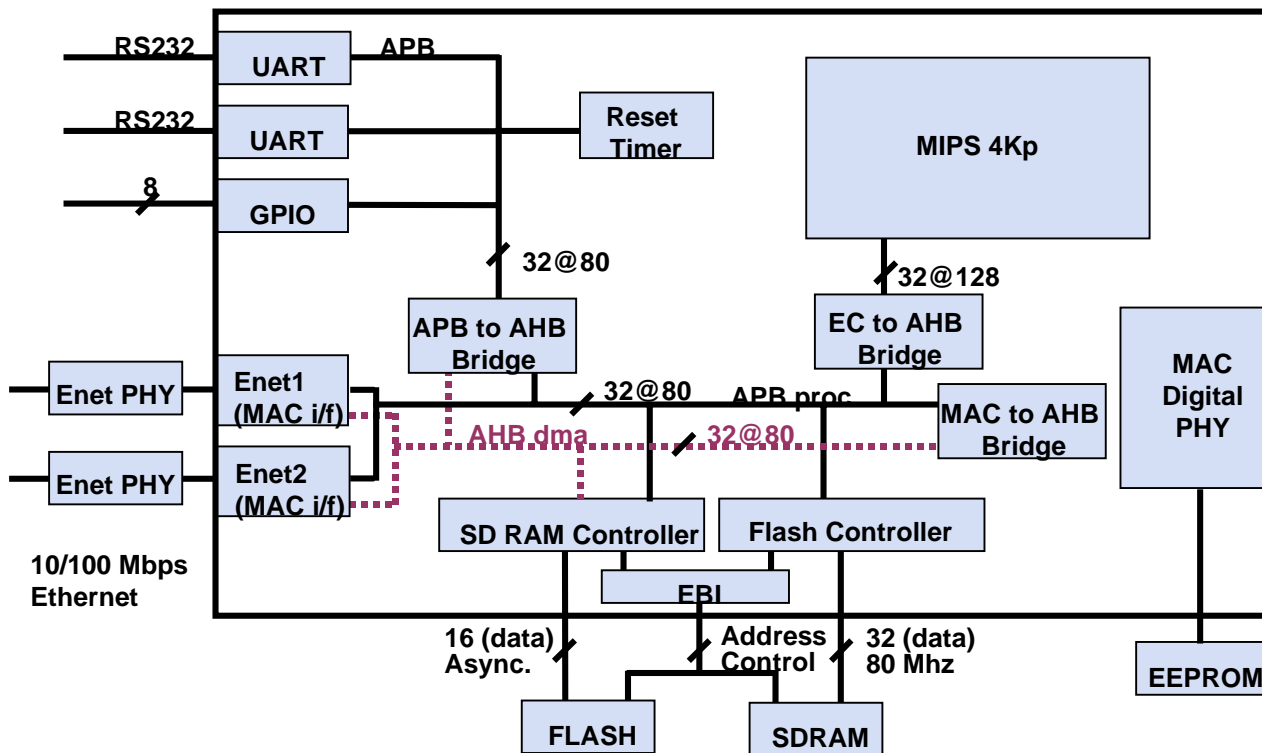 RS232
UART
APB
RS232
UART
Reset
Timer
MIPS 4Kp
8
GPIO
32@80
32@128
APB to AHB
Bridge
EC to AHB
Bridge
MAC
Digital
PHY
Enet PHY
Enet1
(MAC i/f)
32@80
APB proc
MAC to AHB
Bridge
AHB dma
32@80
Enet PHY
Enet2
(MAC i/f)
SD RAM Controller
Flash Controller
10/100 Mbps
Ethernet
EBI
16 (data)
Async.
Address
Control
32 (data)
80 Mhz
EEPROM
FLASH
SDRAM